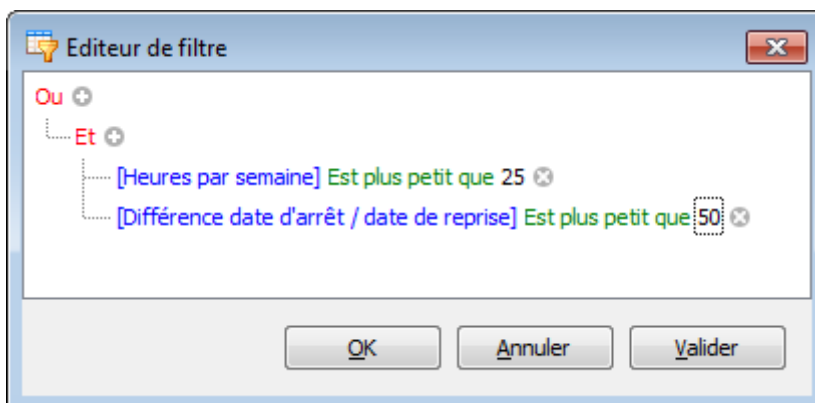 Editeur de filtre
Ou
Et
[Heures par semaine] Est plus petit que 25
[Différence date d'arrêt / date de reprise] Est plus petit que 50
OK Annuler Valider